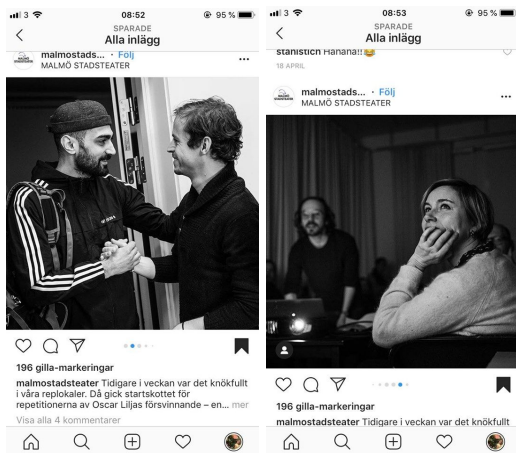 3
08:52
95 %
SPARADE
Alla inlägg
malmostads... · Följ
MALMÖ STADSTEATER
196 gilla-markeringar
malmostadsteater Tidigare i veckan var det knökfullt
i våra replokaler. Då gick startskottet för
repetitionerna av Oscar Liljas försvinnande – en... mer
Visa alla 4 kommentarer
3
08:53
95 %
SPARADE
Alla inlägg
stanistich Hahaha!!😂
18 APRIL
malmostads... · Följ
MALMÖ STADSTEATER
196 gilla-markeringar
malmostadsteater Tidigare i veckan var det knökfullt